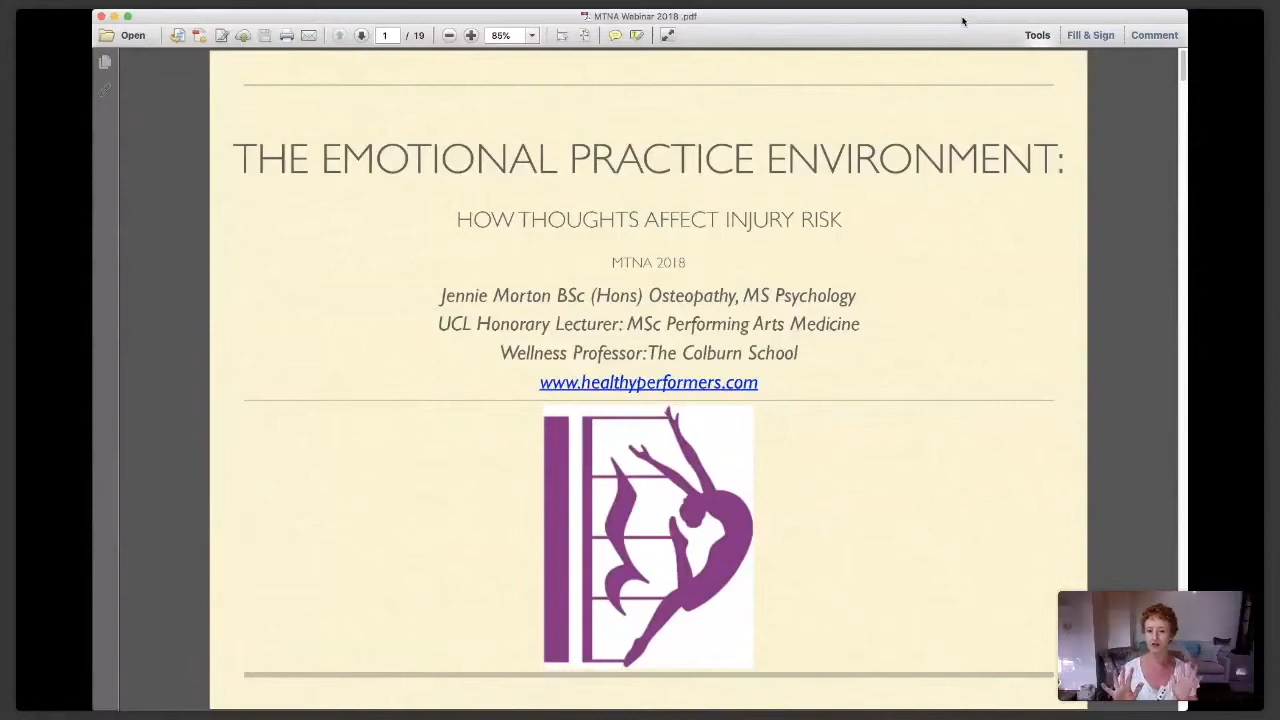 MTNA Webinar 2018 .pdf
Open
1 / 19
85%
Tools
Fill & Sign
Comment
THE EMOTIONAL PRACTICE ENVIRONMENT:
HOW THOUGHTS AFFECT INJURY RISK
MTNA 2018
Jennie Morton BSc (Hons) Osteopathy, MS Psychology
UCL Honorary Lecturer: MSc Performing Arts Medicine
Wellness Professor: The Colburn School
www.healthyperformers.com